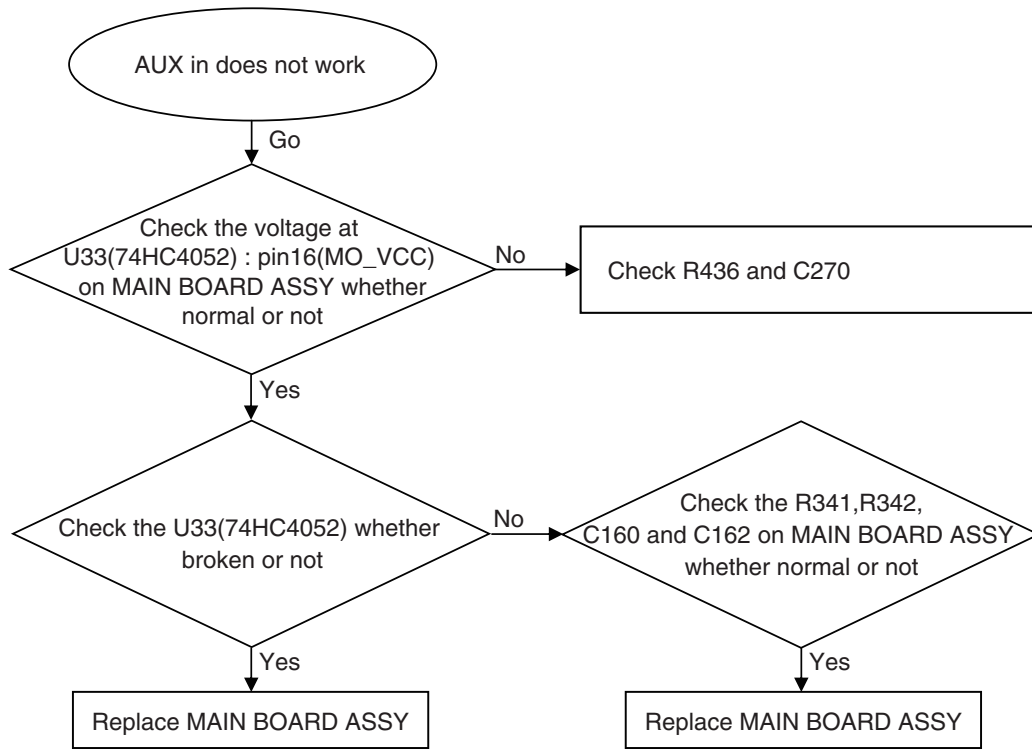 AUX in does not work
Go
Check the voltage at
U33(74HC4052) : pin16(MO_VCC)
on MAIN BOARD ASSY whether
normal or not
No
Check R436 and C270
Yes
Check the U33(74HC4052) whether
broken or not
No
Check the R341,R342,
C160 and C162 on MAIN BOARD ASSY
whether normal or not
Yes
Replace MAIN BOARD ASSY
Yes
Replace MAIN BOARD ASSY